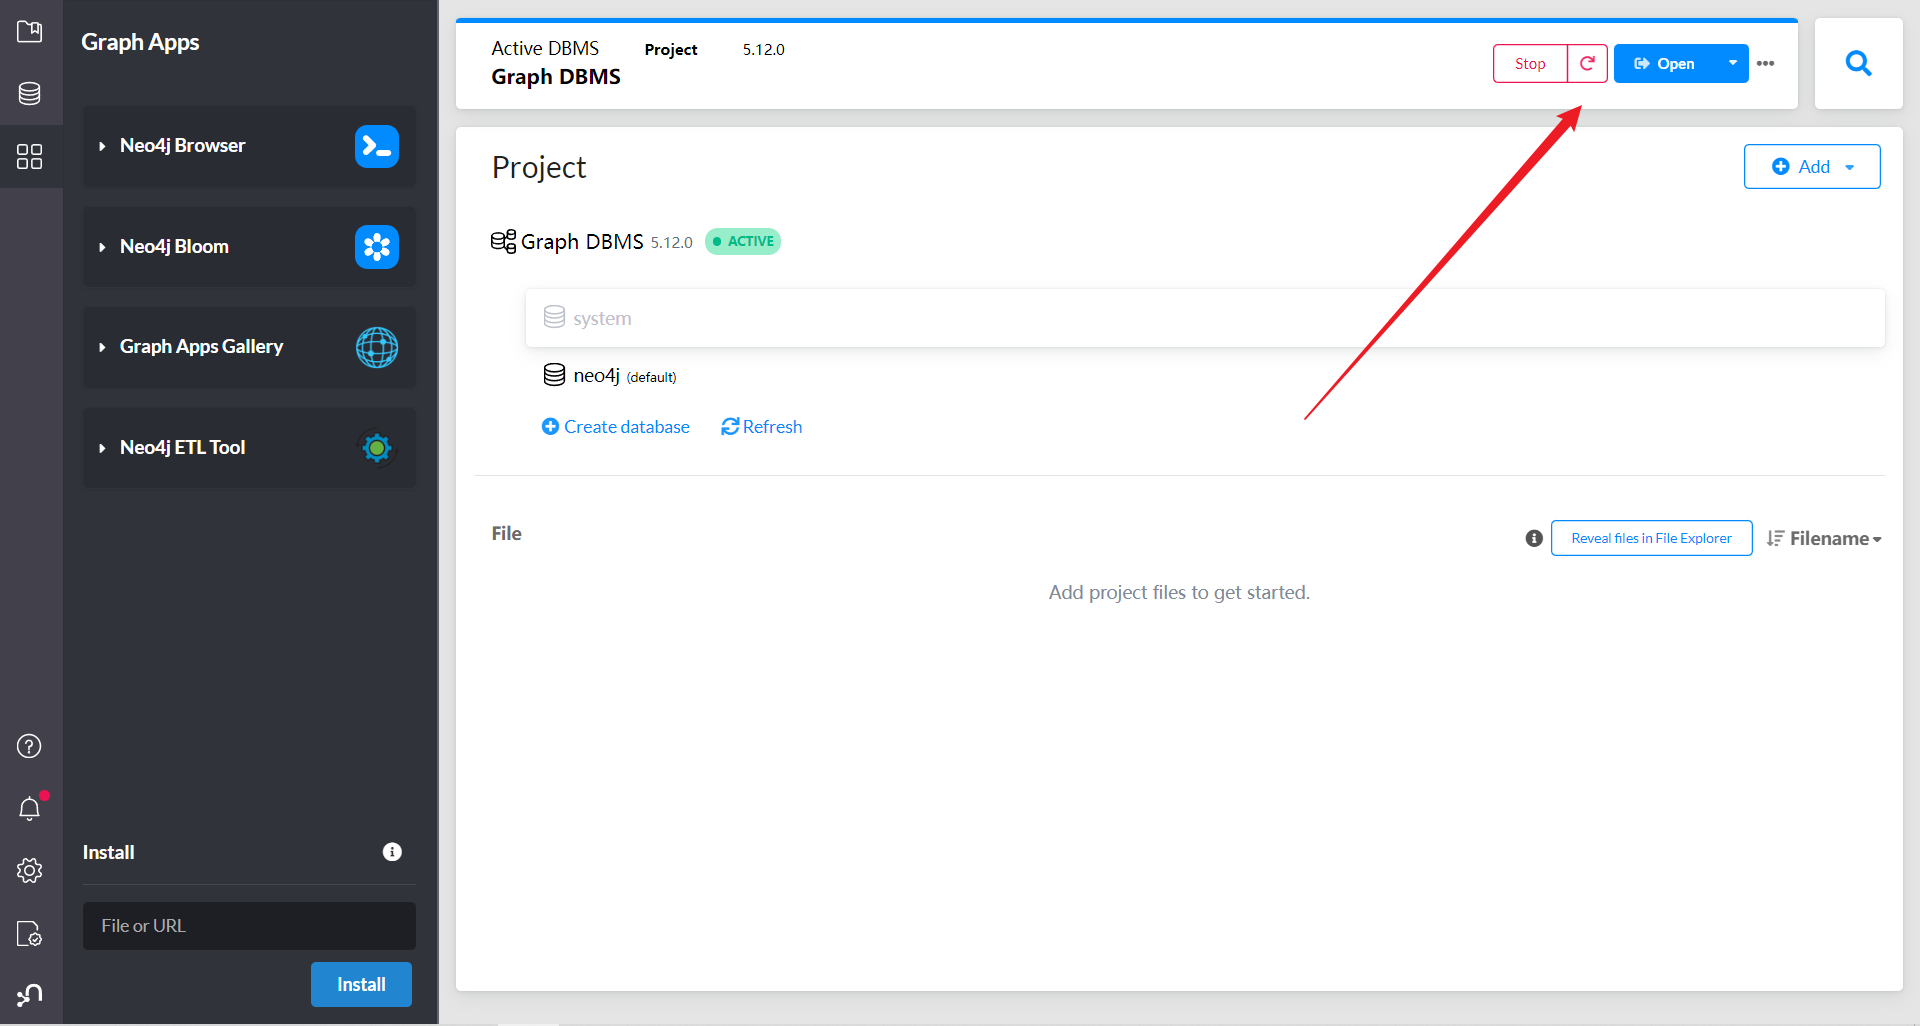 Graph Apps
Neo4j Browser
Neo4j Bloom
Graph Apps Gallery
Neo4j ETL Tool
Install
File or URL
Install
Active DBMS Project 5.12.0
Graph DBMS
Stop Open
Project
Add
Graph DBMS 5.12.0 ACTIVE
system
neo4j (default)
Create database Refresh
File
Reveal files in File Explorer Filename
Add project files to get started.